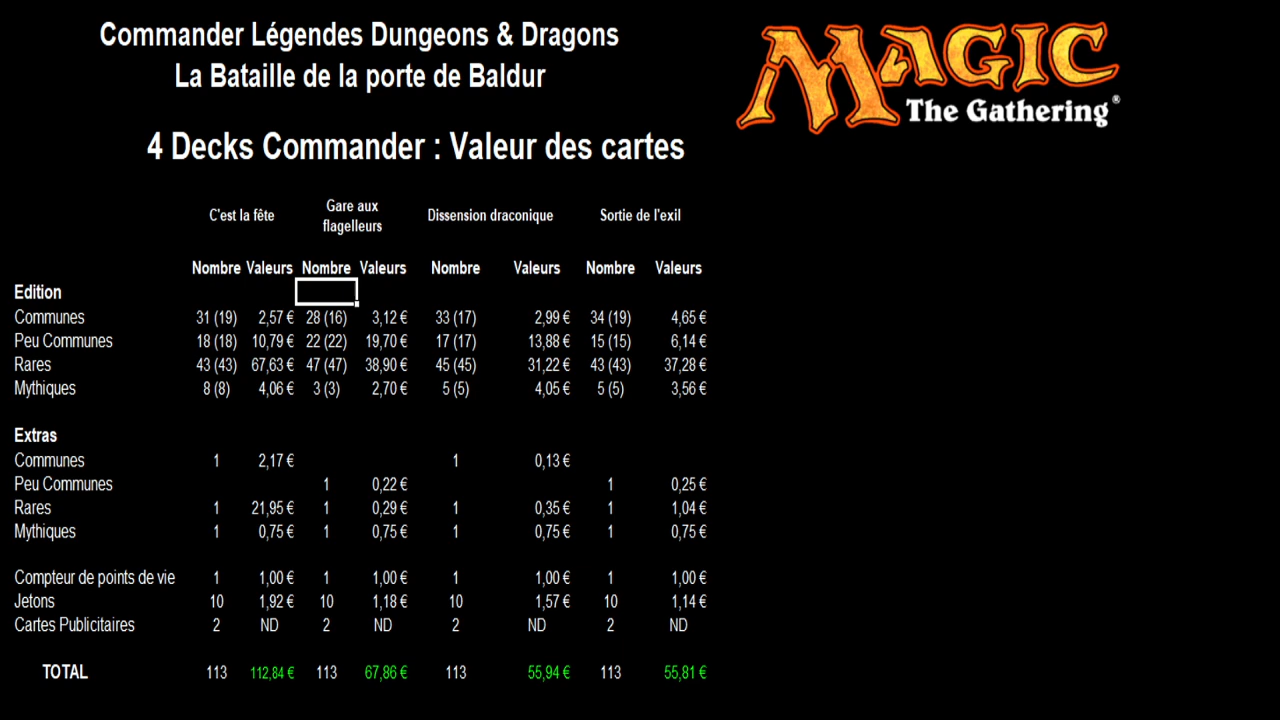 Commander Légendes Dungeons & Dragons
La Bataille de la porte de Baldur
MAGIC
The Gathering®
4 Decks Commander : Valeur des cartes
C'est la fête Gare aux flagelleurs Dissension draconique Sortie de l'exil
Nombre Valeurs Nombre Valeurs Nombre Valeurs Nombre Valeurs
Edition
Communes 31 (19) 2,57 € 28 (16) 3,12 € 33 (17) 2,99 € 34 (19) 4,65 €
Peu Communes 18 (18) 10,79 € 22 (22) 19,70 € 17 (17) 13,88 € 15 (15) 6,14 €
Rares 43 (43) 67,63 € 47 (47) 38,90 € 45 (45) 31,22 € 43 (43) 37,28 €
Mythiques 8 (8) 4,06 € 3 (3) 2,70 € 5 (5) 4,05 € 5 (5) 3,56 €
Extras
Communes 1 2,17 € 1 0,13 €
Peu Communes 1 0,22 € 1 0,25 €
Rares 1 21,95 € 1 0,29 € 1 0,35 € 1 1,04 €
Mythiques 1 0,75 € 1 0,75 € 1 0,75 € 1 0,75 €
Compteur de points de vie 1 1,00 € 1 1,00 € 1 1,00 € 1 1,00 €
Jetons 10 1,92 € 10 1,18 € 10 1,57 € 10 1,14 €
Cartes Publicitaires 2 ND 2 ND 2 ND 2 ND
TOTAL 113 112,84 € 113 67,86 € 113 55,94 € 113 55,81 €